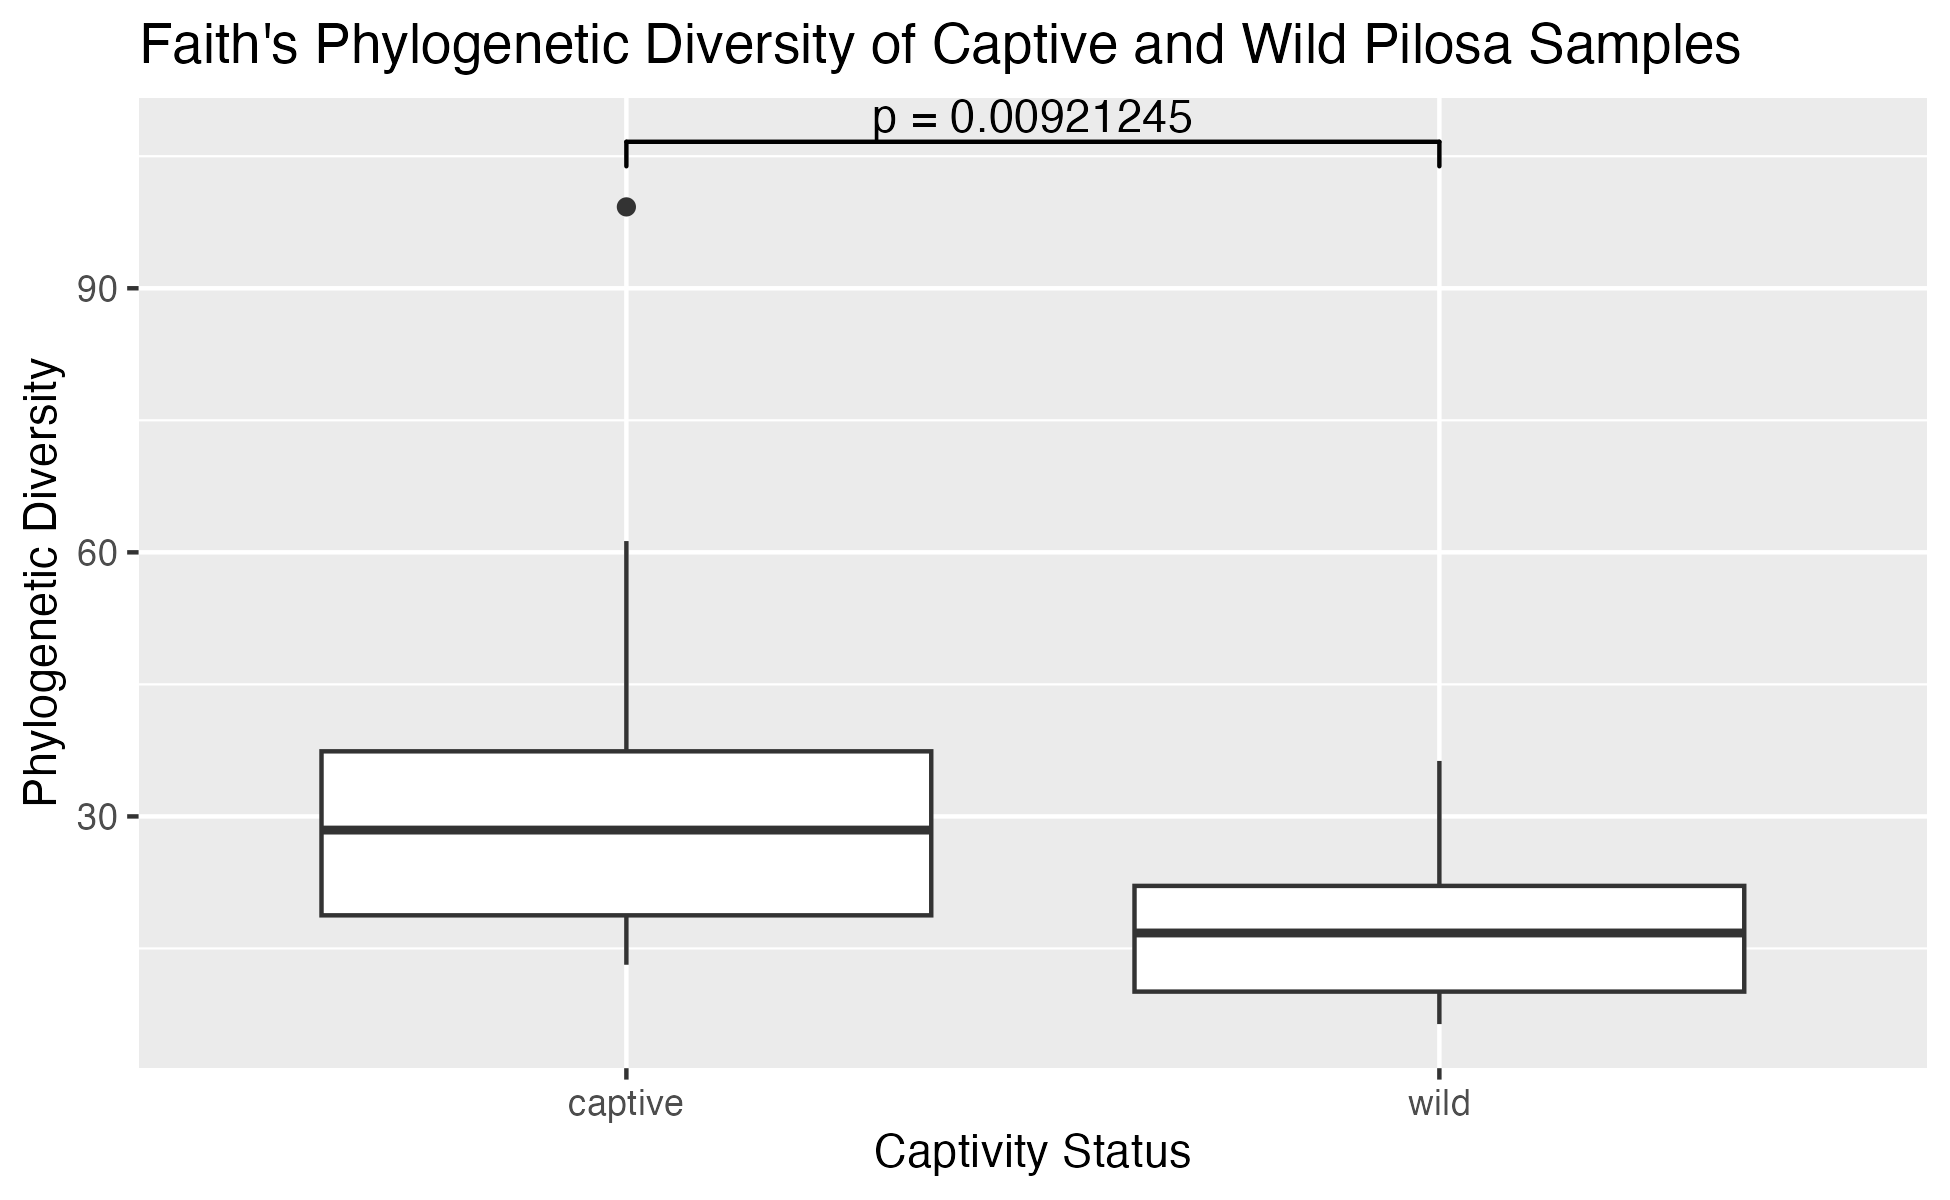 Faith's Phylogenetic Diversity of Captive and Wild Pilosa Samples
p = 0.00921245
90
60
30
Phylogenetic Diversity
captive
wild
Captivity Status